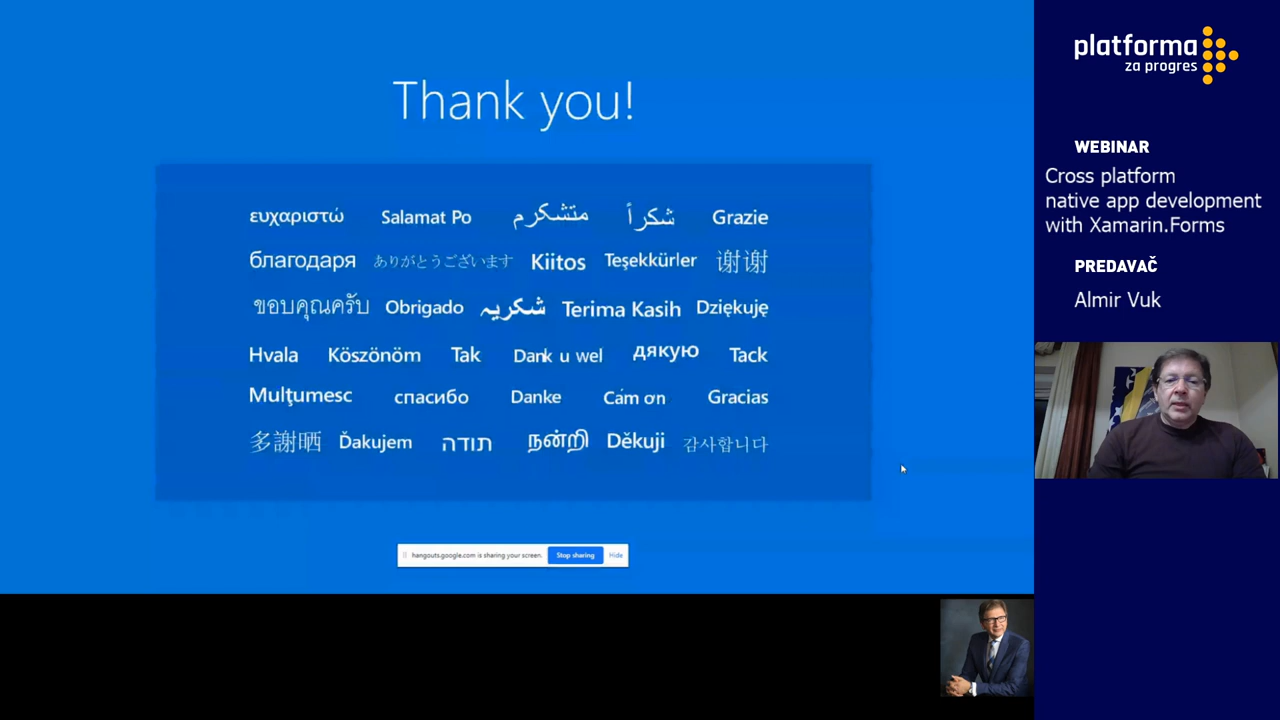 Thank you!
ευχαριστώ Salamat Po متشکرم شكراً Grazie
благодаря ありがとうございます Kiitos Teşekkürler 谢谢
ขอบคุณครับ Obrigado شکریہ Terima Kasih Dziękuję
Hvala Köszönöm Tak Dank u wel дякую Tack
Mulţumesc спасибо Danke Cám ơn Gracias
多謝晒 Ďakujem תודה நன்றி Děkuji 감사합니다
hangouts.google.com is sharing your screen. Stop sharing Hide
platforma
za progres
WEBINAR
Cross platform
native app development
with Xamarin.Forms
PREDAVAČ
Almir Vuk